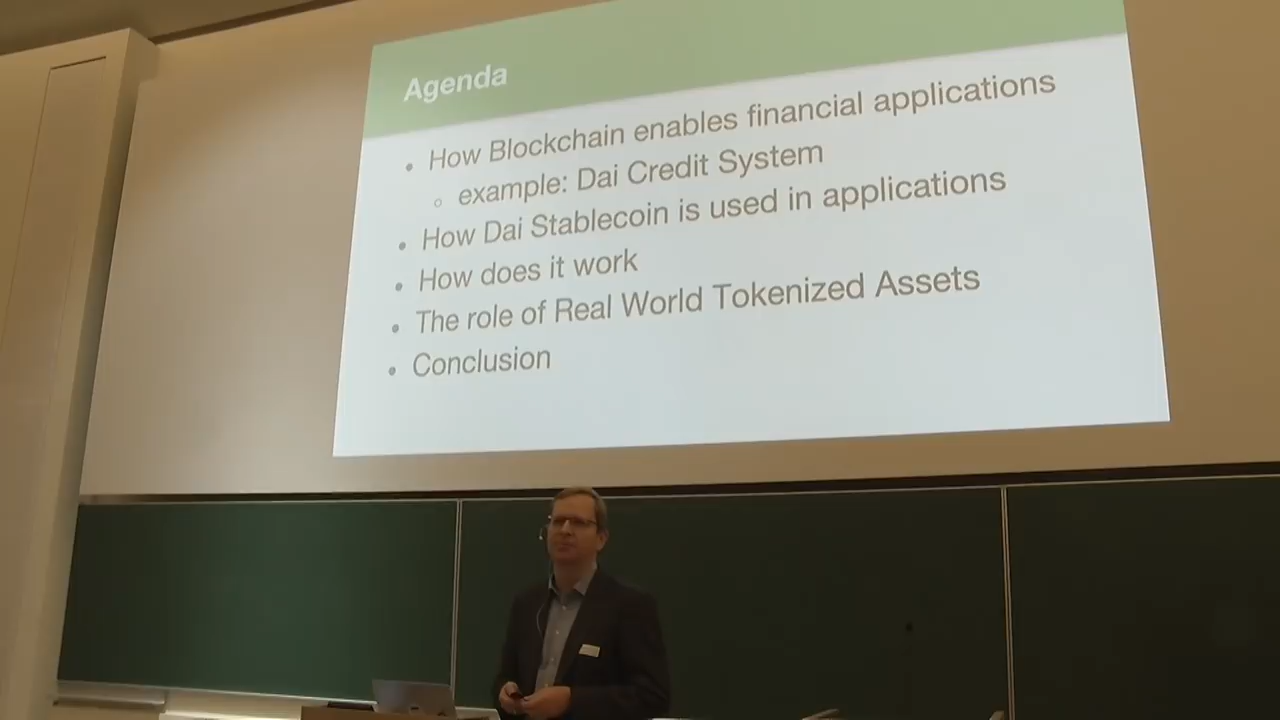 Agenda
• How Blockchain enables financial applications
○ example: Dai Credit System
• How Dai Stablecoin is used in applications
• How does it work
• The role of Real World Tokenized Assets
• Conclusion